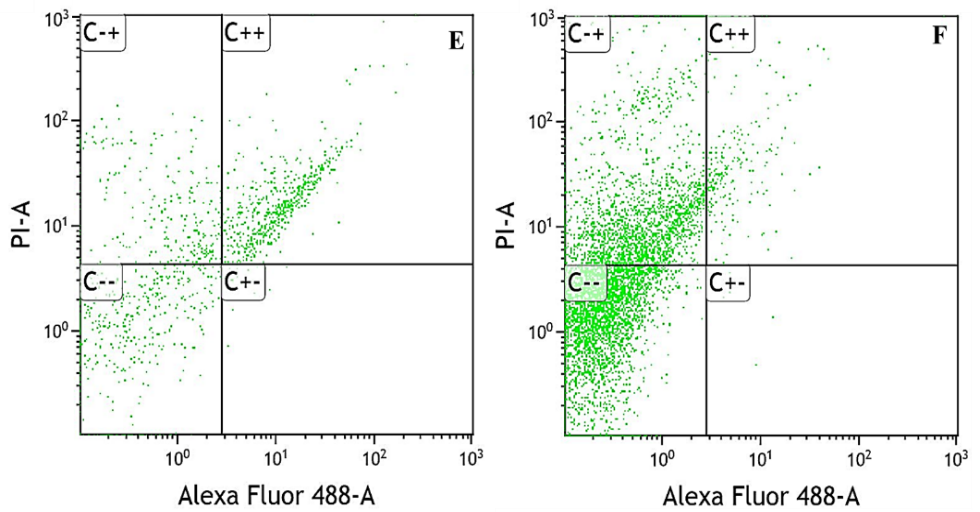 10³
C-+
C++
E
10²
PI-A
10¹
C--
C+-
10⁰
10⁰ 10¹ 10² 10³
Alexa Fluor 488-A
10³
C-+
C++
F
10²
PI-A
10¹
C--
C+-
10⁰
10⁰ 10¹ 10² 10³
Alexa Fluor 488-A